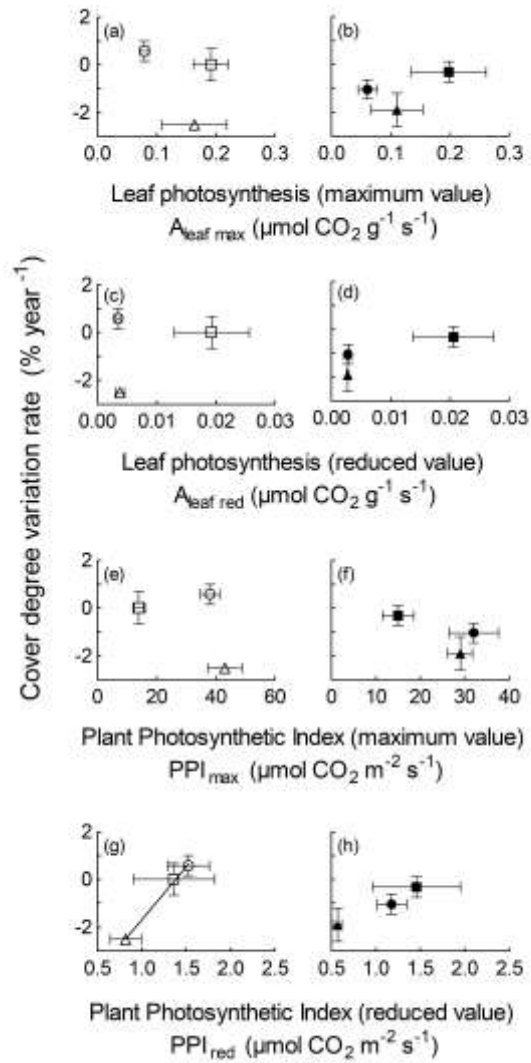 (a) (b)
2
0
-2
0.0 0.1 0.2 0.3 0.0 0.1 0.2 0.3
Leaf photosynthesis (maximum value)
A leaf max (µmol CO2 g-1 s-1)
Cover degree variation rate (% year-1)
(c) (d)
2
0
-2
0.00 0.01 0.02 0.03 0.00 0.01 0.02 0.03
Leaf photosynthesis (reduced value)
A leaf red (µmol CO2 g-1 s-1)
(e) (f)
2
0
-2
0 20 40 60 0 10 20 30 40
Plant Photosynthetic Index (maximum value)
PPI max (µmol CO2 m-2 s-1)
(g) (h)
2
0
-2
0.5 1.0 1.5 2.0 2.5 0.5 1.0 1.5 2.0 2.5
Plant Photosynthetic Index (reduced value)
PPI red (µmol CO2 m-2 s-1)